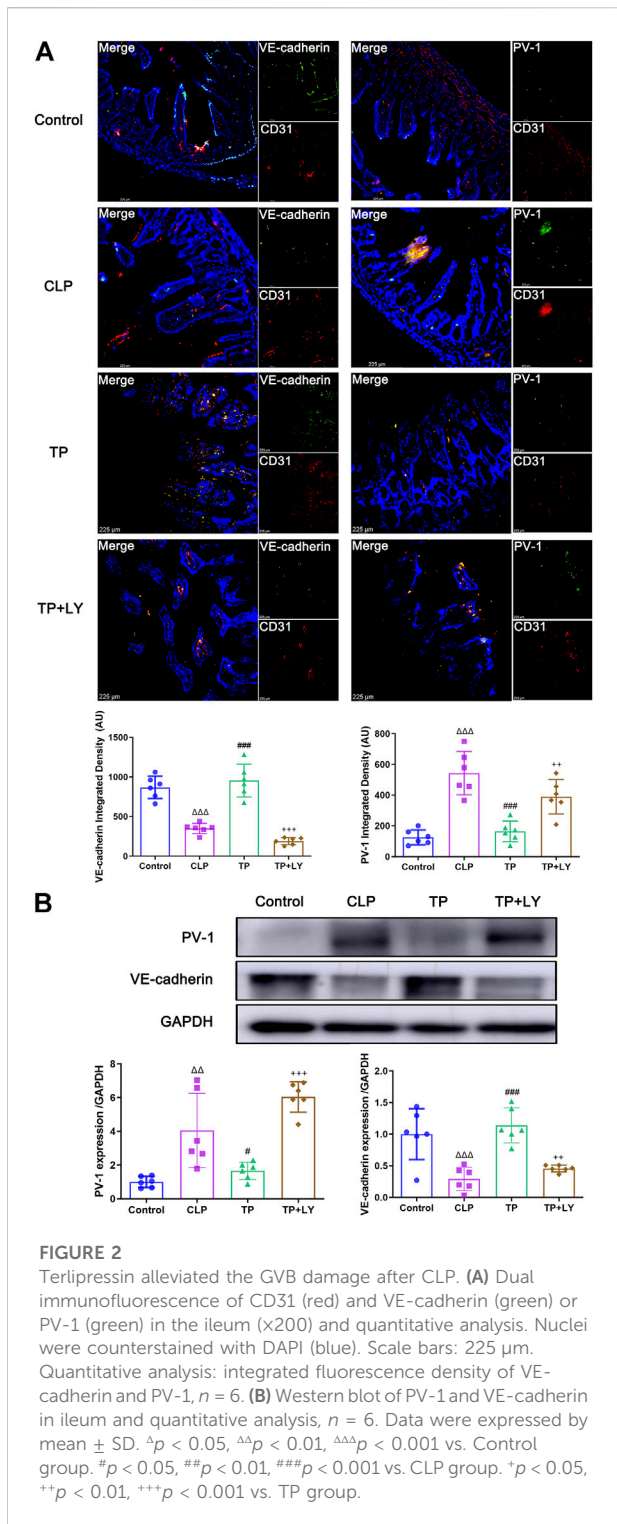 A
Merge
VE-cadherin
Merge
PV-1
Control
CD31
CD31
Merge
VE-cadherin
Merge
PV-1
CLP
CD31
CD31
225 µm
Merge
VE-cadherin
Merge
PV-1
TP
CD31
CD31
225 µm
225 µm
Merge
VE-cadherin
Merge
PV-1
TP+LY
CD31
CD31
225 µm
225 µm
VE-cadherin Integrated Density (AU)
1500
1000
500
0
ΔΔΔ
###
+++
Control CLP TP TP+LY
PV-1 Integrated Density (AU)
800
600
400
200
0
ΔΔΔ
###
++
Control CLP TP TP+LY
B
Control CLP TP TP+LY
PV-1
VE-cadherin
GAPDH
PV-1 expression /GAPDH
8
6
4
2
0
ΔΔ
#
+++
Control CLP TP TP+LY
VE-cadherin expression /GAPDH
2.0
1.5
1.0
0.5
0.0
ΔΔΔ
###
++
Control CLP TP TP+LY
FIGURE 2
Terlipressin alleviated the GVB damage after CLP. (A) Dual
immunofluorescence of CD31 (red) and VE-cadherin (green) or
PV-1 (green) in the ileum (×200) and quantitative analysis. Nuclei
were counterstained with DAPI (blue). Scale bars: 225 µm.
Quantitative analysis: integrated fluorescence density of VE-
cadherin and PV-1, n = 6. (B) Western blot of PV-1 and VE-cadherin
in ileum and quantitative analysis, n = 6. Data were expressed by
mean ± SD. Δp < 0.05, ΔΔp < 0.01, ΔΔΔp < 0.001 vs. Control
group. #p < 0.05, ##p < 0.01, ###p < 0.001 vs. CLP group. +p < 0.05,
++p < 0.01, +++p < 0.001 vs. TP group.